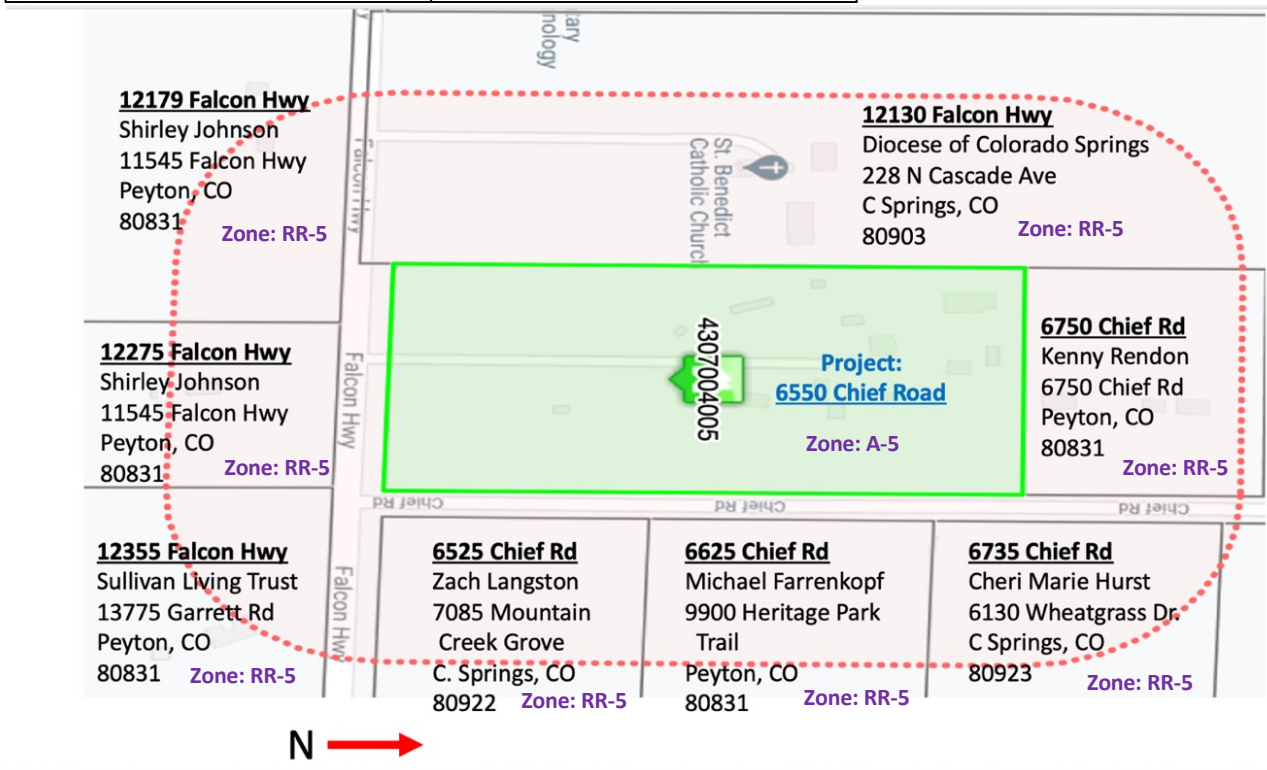 tary
nology
12179 Falcon Hwy
Shirley Johnson
11545 Falcon Hwy
Peyton, CO
80831
Zone: RR-5
Falcon Hwy
12130 Falcon Hwy
Diocese of Colorado Springs
228 N Cascade Ave
C Springs, CO
80903
Zone: RR-5
St. Benedict
Catholic Church
12275 Falcon Hwy
Shirley Johnson
11545 Falcon Hwy
Peyton, CO
80831
Zone: RR-5
Falcon Hwy
4307004005
Project:
6550 Chief Road
Zone: A-5
6750 Chief Rd
Kenny Rendon
6750 Chief Rd
Peyton, CO
80831
Zone: RR-5
Chief Rd
Chief Rd
Chief Rd
12355 Falcon Hwy
Sullivan Living Trust
13775 Garrett Rd
Peyton, CO
80831
Zone: RR-5
Falcon Hwy
6525 Chief Rd
Zach Langston
7085 Mountain
Creek Grove
C. Springs, CO
80922
Zone: RR-5
6625 Chief Rd
Michael Farrenkopf
9900 Heritage Park
Trail
Peyton, CO
80831
Zone: RR-5
6735 Chief Rd
Cheri Marie Hurst
6130 Wheatgrass Dr.
C Springs, CO
80923
Zone: RR-5
N